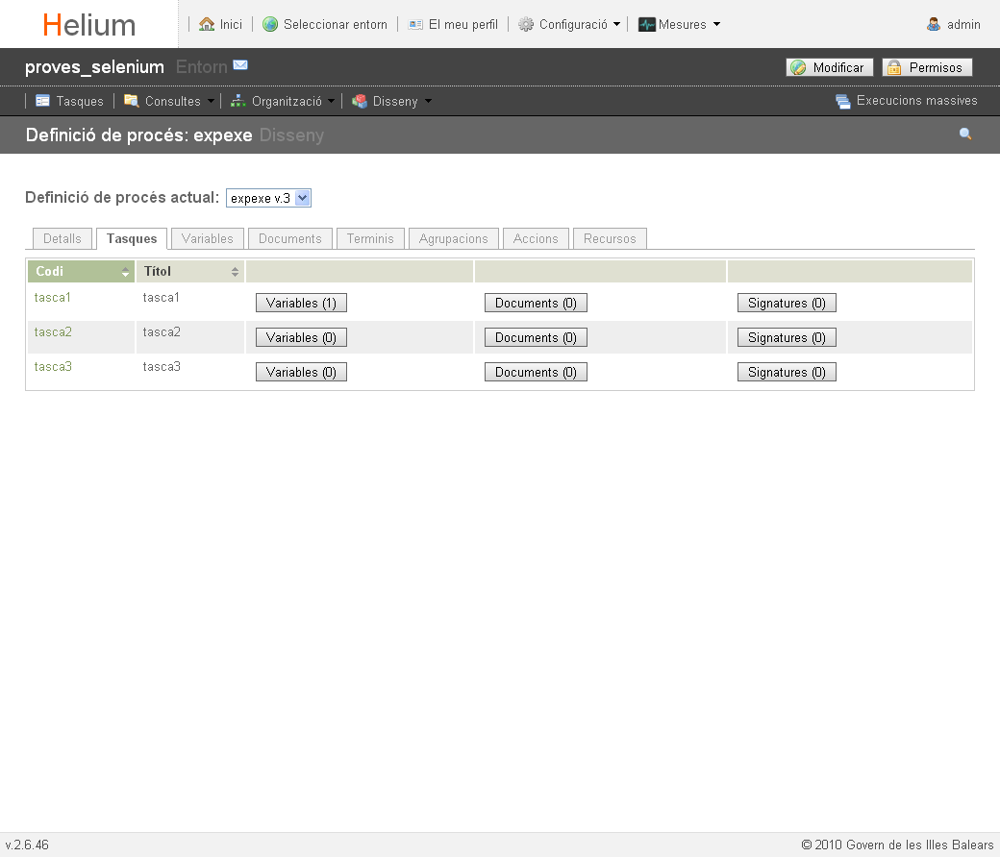 Helium Inici Seleccionar entorn El meu perfil Configuració Mesures admin
proves_selenium Entorn Modificar Permisos
Tasques Consultes Organització Disseny Execucions massives
Definició de procés: expexe Disseny
Definició de procés actual: expexe v.3
Detalls Tasques Variables Documents Terminis Agrupacions Accions Recursos
Codi Títol
tasca1 tasca1 Variables (1) Documents (0) Signatures (0)
tasca2 tasca2 Variables (0) Documents (0) Signatures (0)
tasca3 tasca3 Variables (0) Documents (0) Signatures (0)
v.2.6.46 © 2010 Govern de les Illes Balears